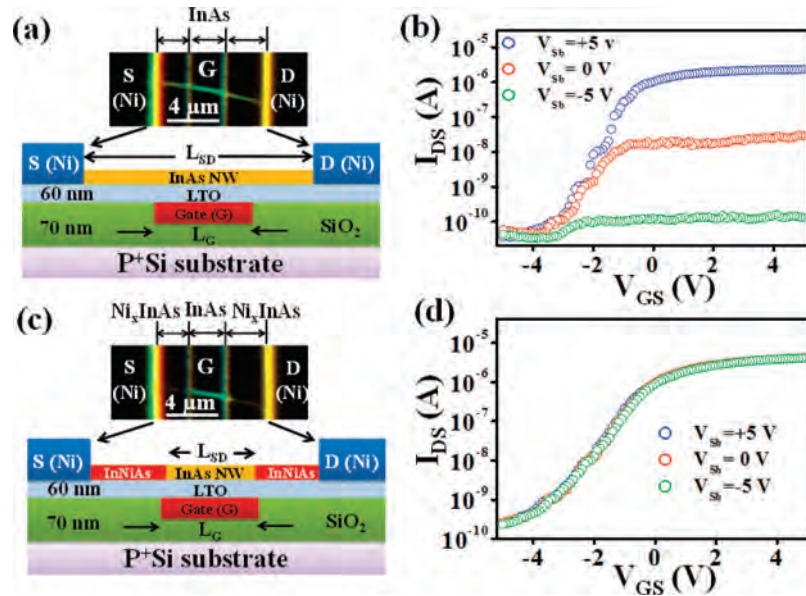 (a)
InAs
S
(Ni)
G
D
(Ni)
4 μm
S (Ni)
L_SD
D (Ni)
InAs NW
60 nm
LTO
Gate (G)
70 nm
L_G
SiO₂
P⁺Si substrate
(b)
I_DS (A)
10⁻⁵
10⁻⁶
10⁻⁷
10⁻⁸
10⁻⁹
10⁻¹⁰
V_Sb=+5 v
V_Sb=0 V
V_Sb=-5 V
-4 -2 0 2 4
V_GS (V)
(c)
NiₓInAs InAs NiₓInAs
S
(Ni)
G
D
(Ni)
4 μm
S (Ni)
L_SD
D (Ni)
InNiAs InAs NW InNiAs
60 nm
LTO
Gate (G)
70 nm
L_G
SiO₂
P⁺Si substrate
(d)
I_DS (A)
10⁻⁵
10⁻⁶
10⁻⁷
10⁻⁸
10⁻⁹
10⁻¹⁰
V_Sb=+5 V
V_Sb=0 V
V_Sb=-5 V
-4 -2 0 2 4
V_GS (V)